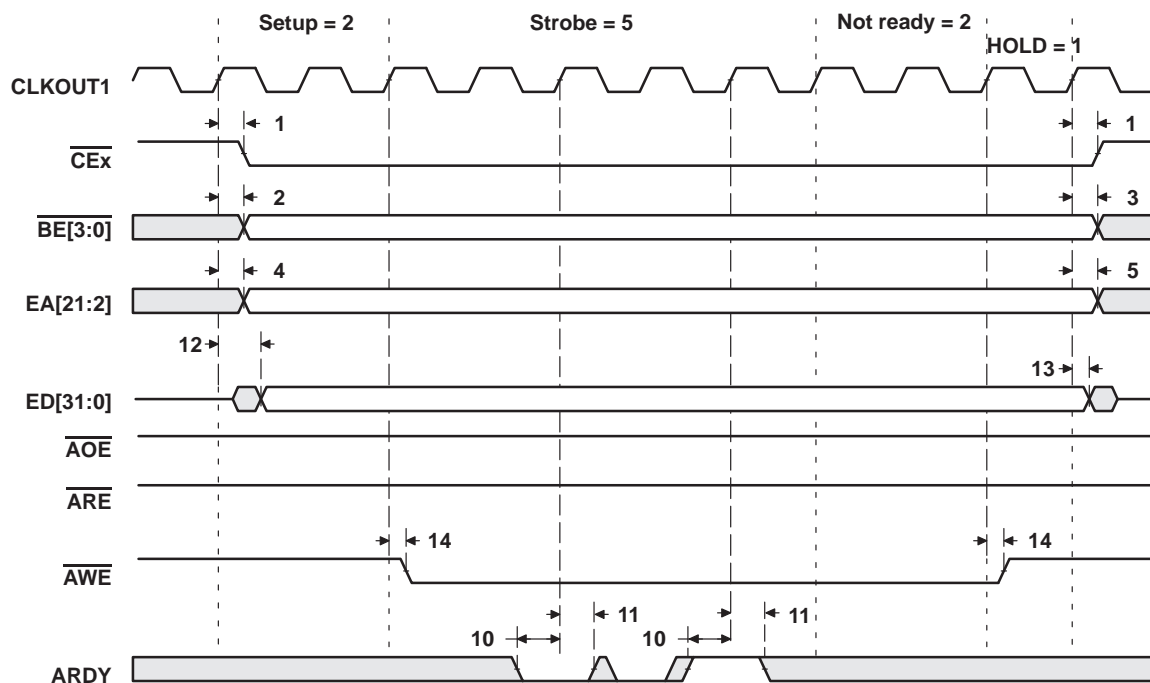 Setup = 2
Strobe = 5
Not ready = 2
HOLD = 1
CLKOUT1
1
1
CEx
2
3
BE[3:0]
4
5
EA[21:2]
12
13
ED[31:0]
AOE
ARE
14
14
AWE
10
11
10
11
ARDY